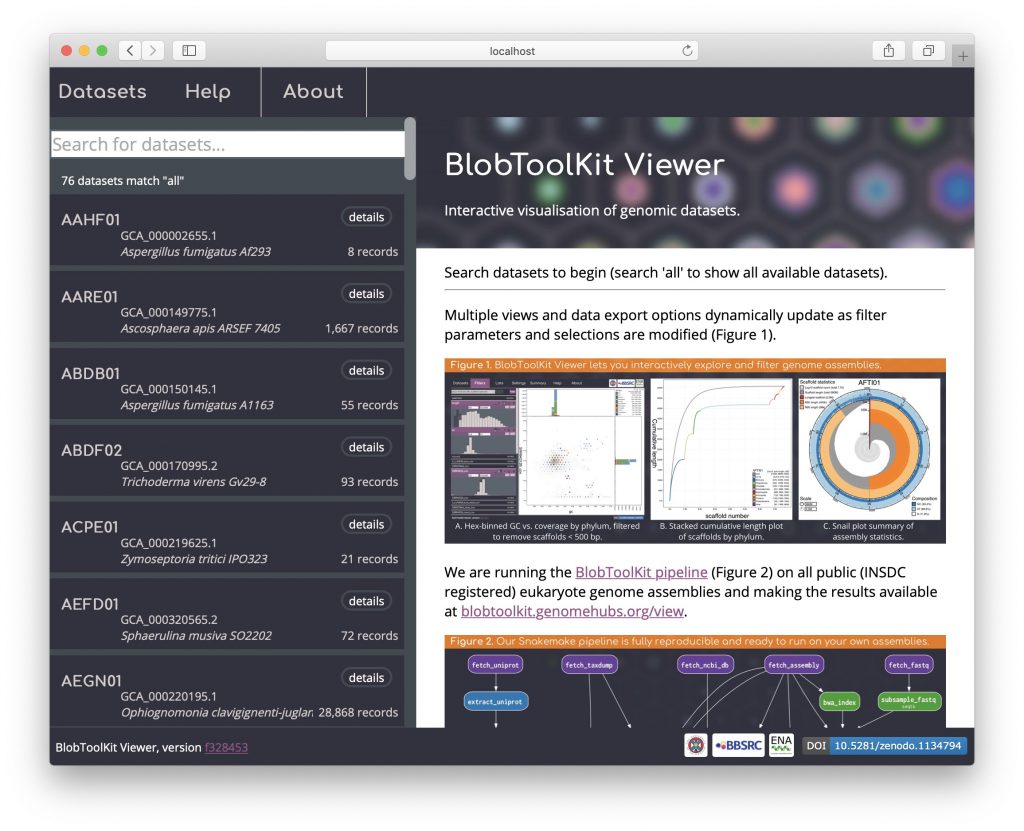 localhost
Datasets
Help
About
Search for datasets...
76 datasets match "all"
AAHF01
details
GCA_000002655.1
Aspergillus fumigatus Af293
8 records
AARE01
details
GCA_000149775.1
Ascosphaera apis ARSEF 7405
1,667 records
ABDB01
details
GCA_000150145.1
Aspergillus fumigatus A1163
55 records
ABDF02
details
GCA_000170995.2
Trichoderma virens Gv29-8
93 records
ACPE01
details
GCA_000219625.1
Zymoseptoria tritici IPO323
21 records
AEFD01
details
GCA_000320565.2
Sphaerulina musiva SO2202
72 records
AEGN01
details
GCA_000220195.1
Ophiognomonia clavigignenti-juglan
28,868 records
BlobToolKit Viewer
Interactive visualisation of genomic datasets.
Search datasets to begin (search 'all' to show all available datasets).
Multiple views and data export options dynamically update as filter
parameters and selections are modified (Figure 1).
Figure 1. BlobToolKit Viewer lets you interactively explore and filter genome assemblies.
Datasets Filters Lists Settings Summary Help About
Cumulative length
scaffold number
Scaffold statistics
AFTI01
Scale
Composition
A. Hex-binned GC vs. coverage by phylum, filtered
to remove scaffolds < 500 bp.
B. Stacked cumulative length plot
of scaffolds by phylum.
C. Snail plot summary of
assembly statistics.
We are running the BlobToolKit pipeline (Figure 2) on all public (INSDC
registered) eukaryote genome assemblies and making the results available
at blobtoolkit.genomehubs.org/view.
Figure 2. Our Snakemake pipeline is fully reproducible and ready to run on your own assemblies.
fetch_uniprot
fetch_taxdump
fetch_ncbi_db
fetch_assembly
fetch_fastq
extract_uniprot
bwa_index
subsample_fastq
seqtk
BlobToolKit Viewer, version f328453
BBSRC
ENA
DOI 10.5281/zenodo.1134794